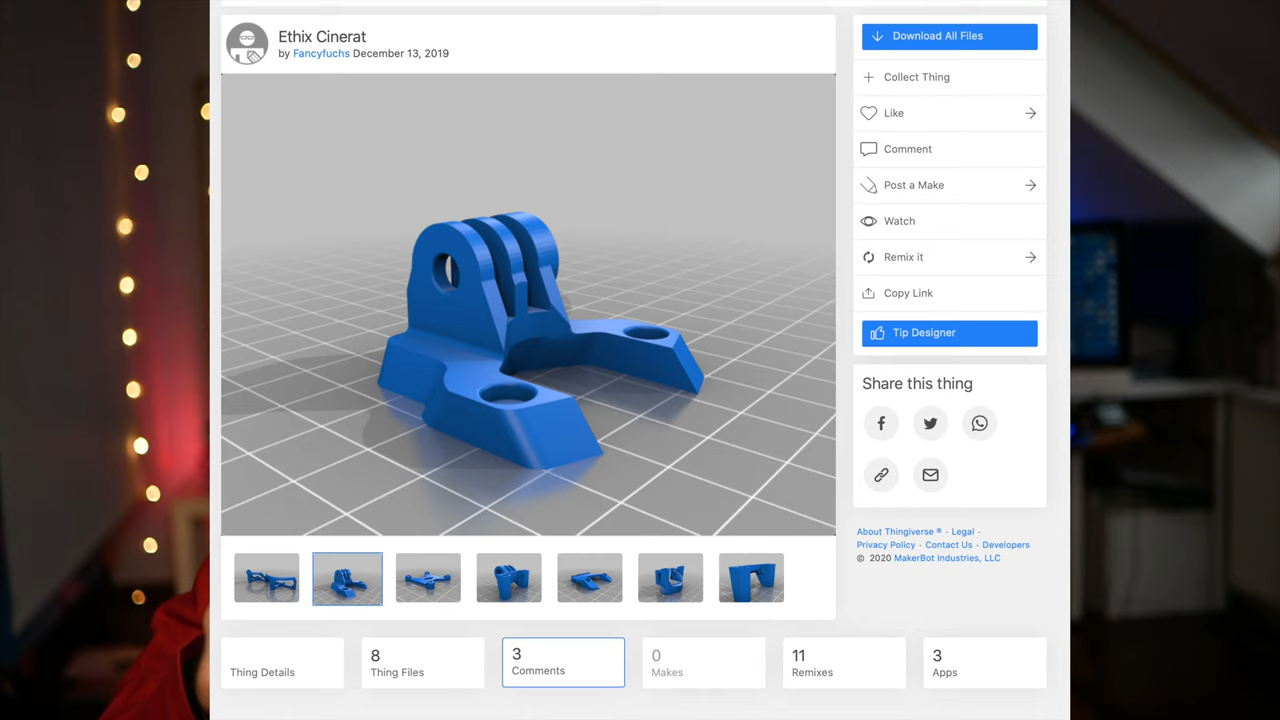 Ethix Cinerat
by Fancyfuchs December 13, 2019
Download All Files
Collect Thing
Like
Comment
Post a Make
Watch
Remix it
Copy Link
Tip Designer
Share this thing
About Thingiverse ® · Legal ·
Privacy Policy · Contact Us · Developers
© 2020 MakerBot Industries, LLC
Thing Details
8
Thing Files
3
Comments
0
Makes
11
Remixes
3
Apps